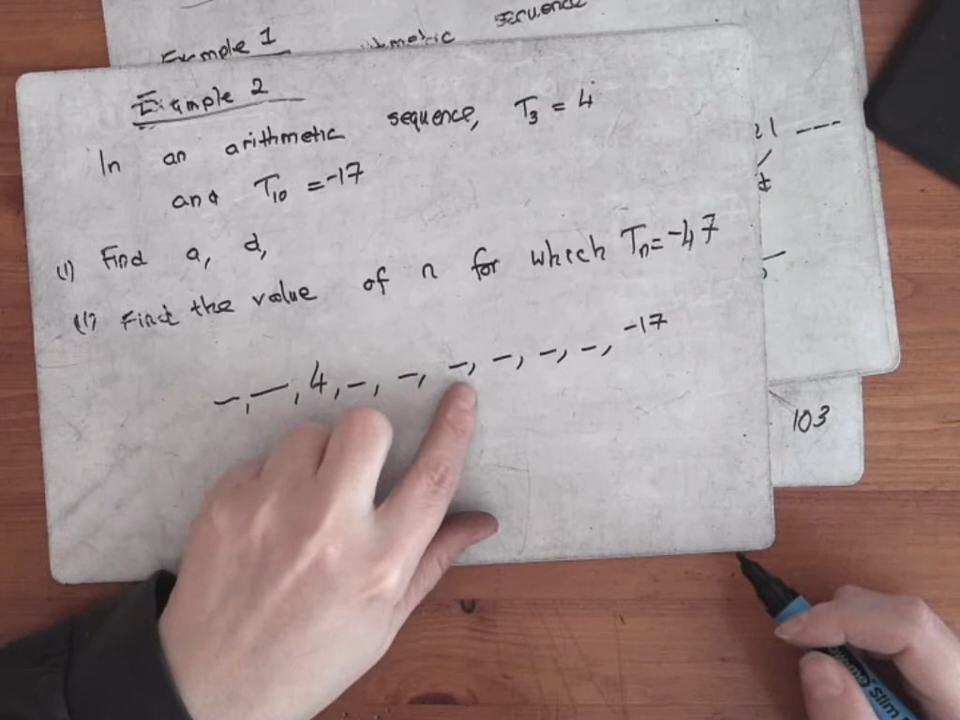 Example 1
sequence
Example 2
In an arithmetic sequence, T3 = 4
and T10 = -17
(i) Find a, d,
(ii) Find the value of n for which Tn = -47
–, —, 4, –, –, –, –, –, –, -17
103